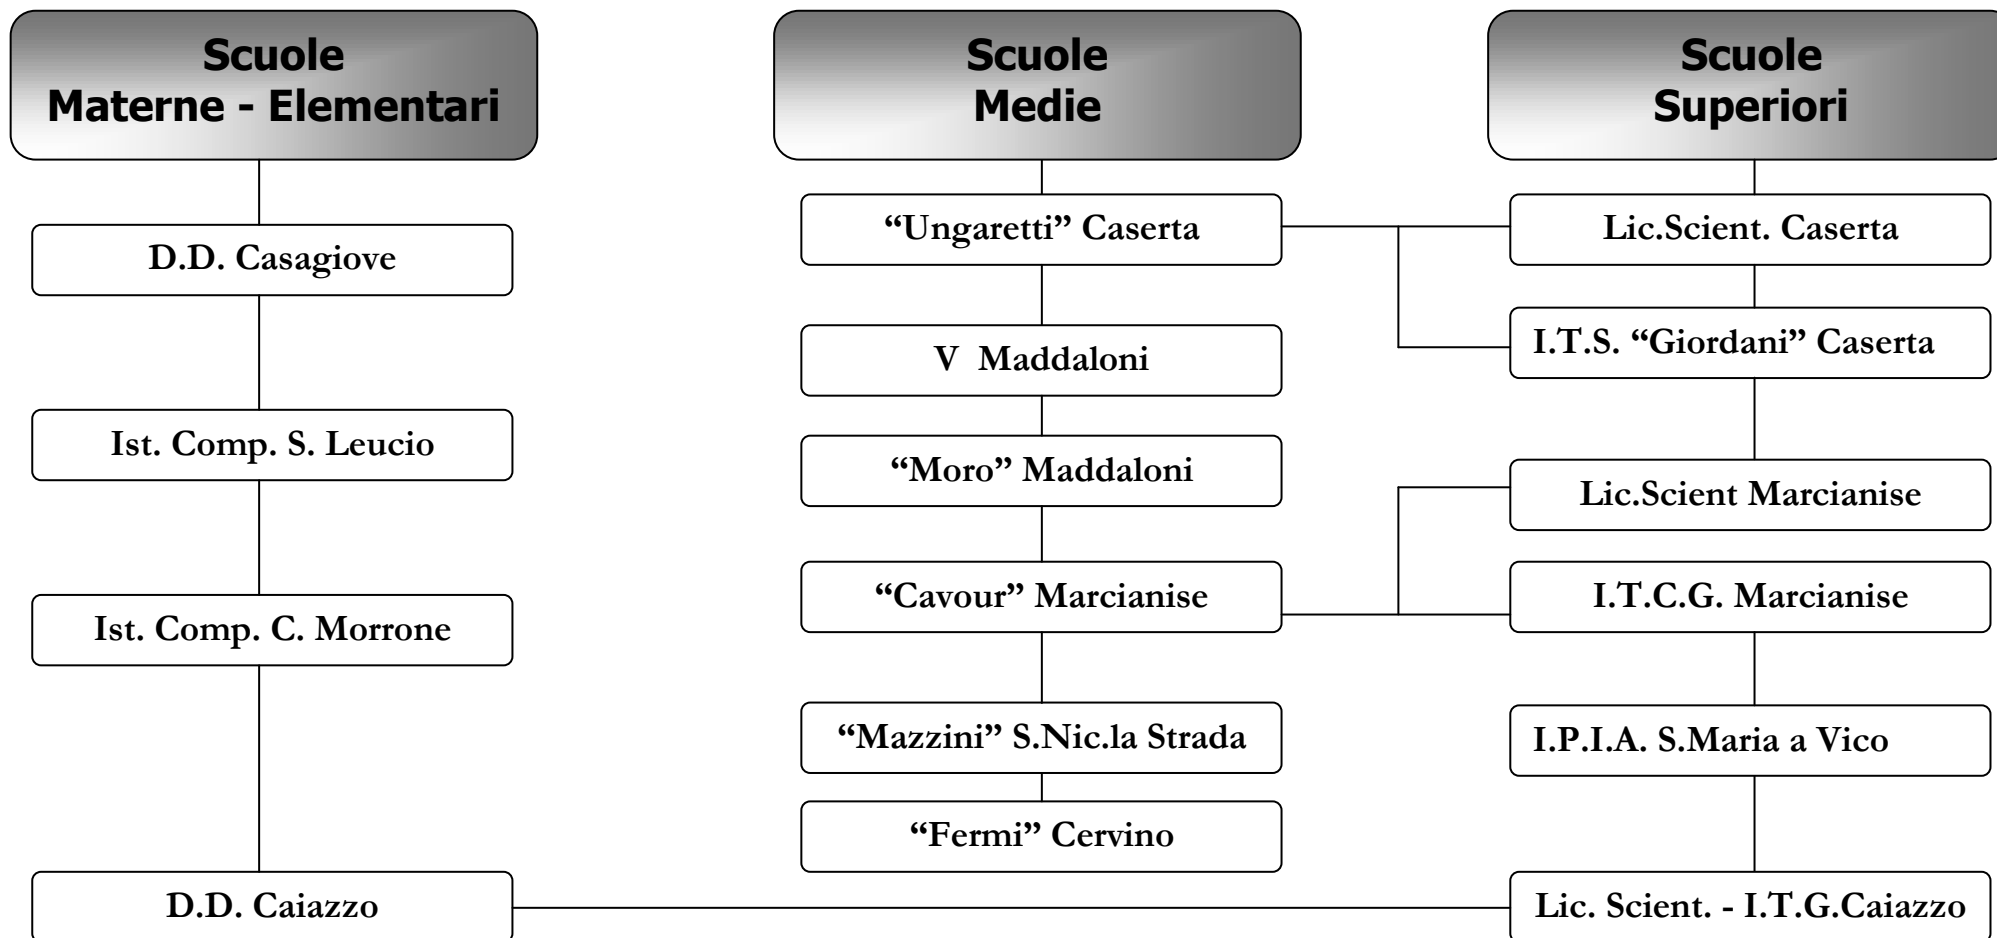 Scuole
Materne - Elementari
D.D. Casagiove
Ist. Comp. S. Leucio
Ist. Comp. C. Morrone
D.D. Caiazzo
Scuole
Medie
“Ungaretti” Caserta
V  Maddaloni
“Moro” Maddaloni
“Cavour” Marcianise
“Mazzini” S.Nic.la Strada
“Fermi” Cervino
Scuole
Superiori
Lic.Scient. Caserta
I.T.S. “Giordani” Caserta
Lic.Scient Marcianise
I.T.C.G. Marcianise
I.P.I.A. S.Maria a Vico
Lic. Scient. - I.T.G.Caiazzo